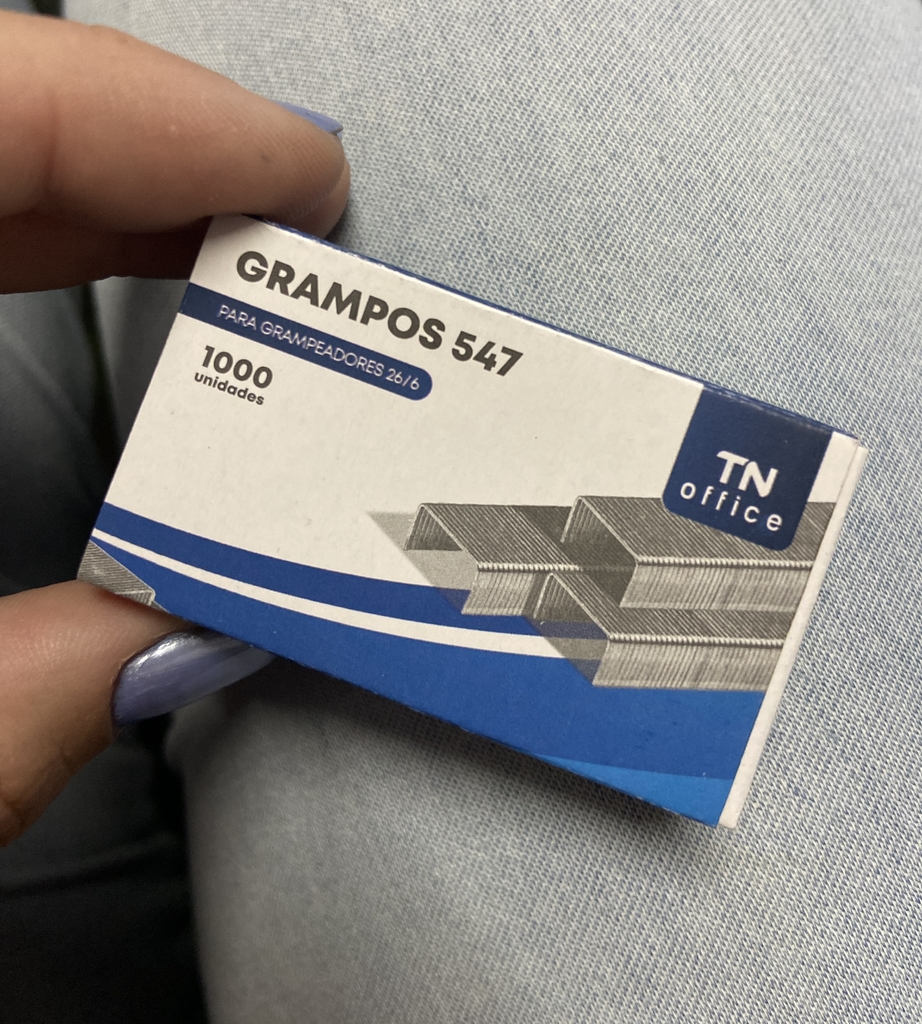 GRAMPOS 547
PARA GRAMPEADORES 26/6
1000
unidades
TN
office